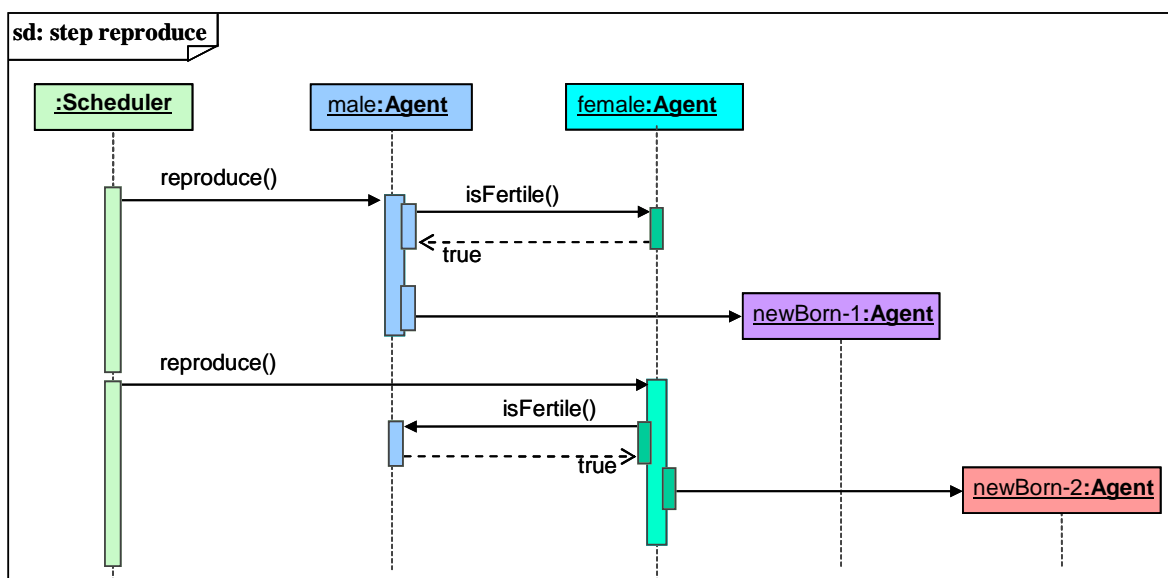 sd: step reproduce
:Scheduler
male:Agent
female:Agent
reproduce()
isFertile()
true
newBorn-1:Agent
reproduce()
isFertile()
true
newBorn-2:Agent